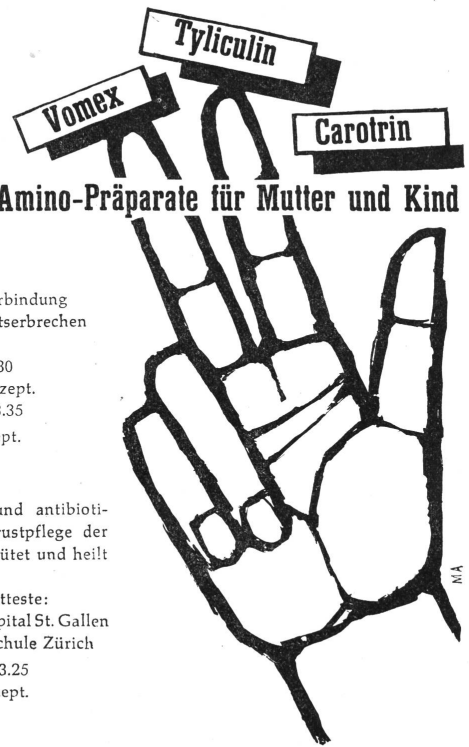 Tyliculin
Vomex
Carotrin
Amino-Präparate für Mutter und Kind
rbindung
tserbrechen
30
zept.
3.35
pt.
und antibioti-
rustpflege der
ütet und heilt
tteste:
pital St. Gallen
chule Zürich
3.25
ept.
MA